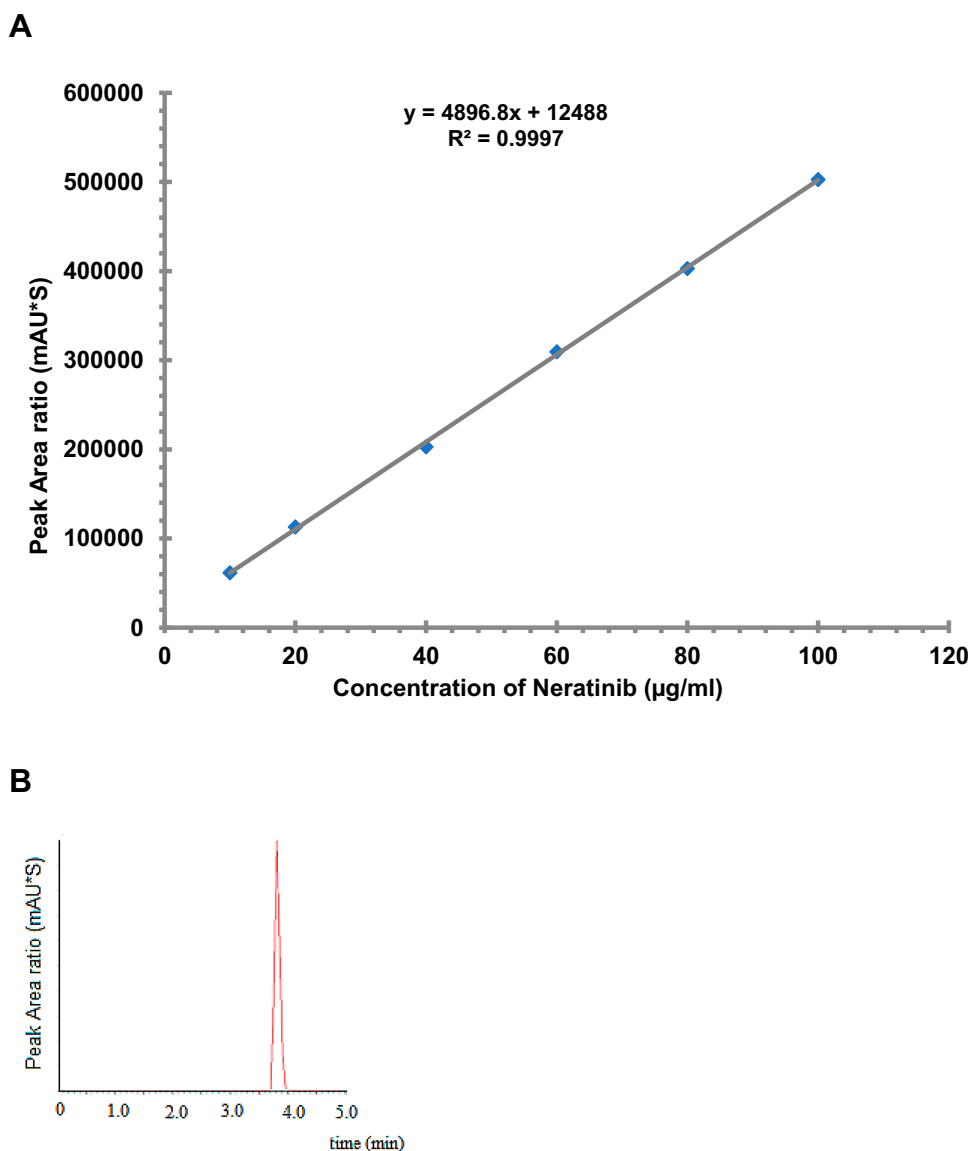 A
y = 4896.8x + 12488
R² = 0.9997
600000
500000
400000
300000
200000
100000
0
Peak Area ratio (mAU*S)
0 20 40 60 80 100 120
Concentration of Neratinib (µg/ml)
B
Peak Area ratio (mAU*S)
0 1.0 2.0 3.0 4.0 5.0
time (min)